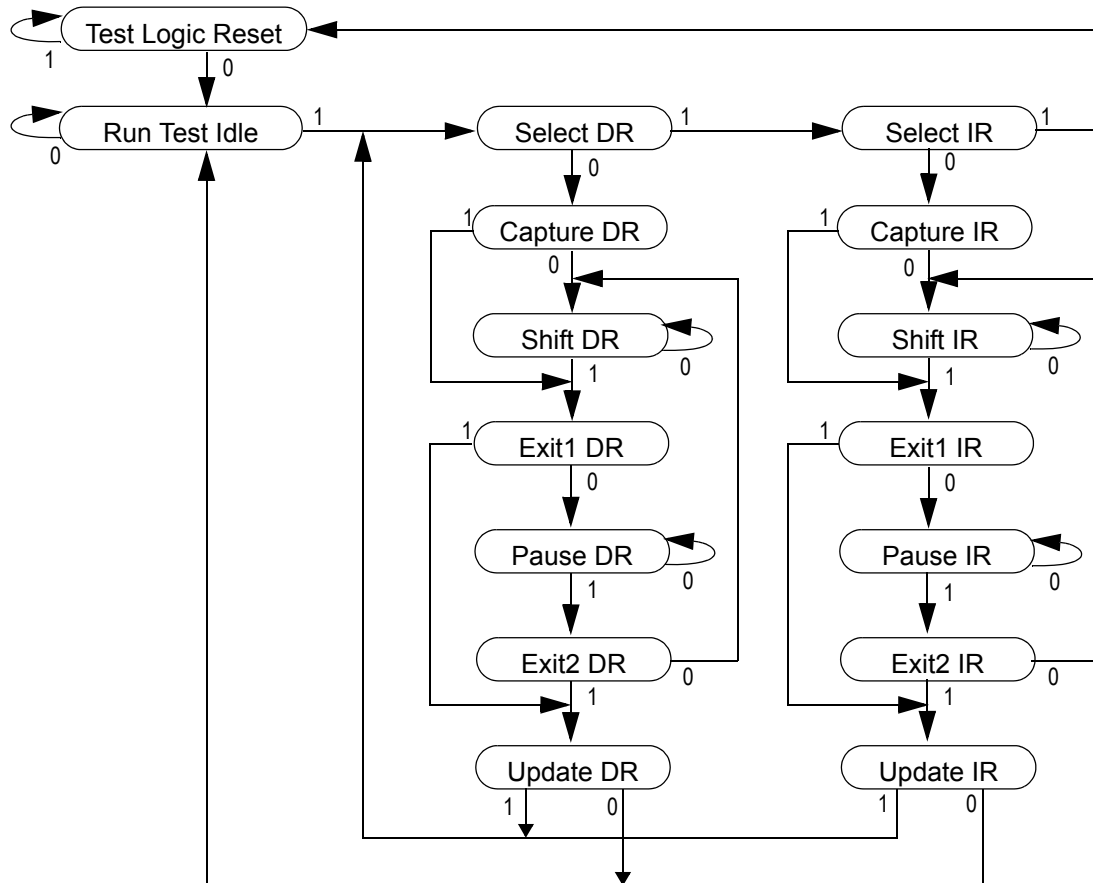 Test Logic Reset
1
0
Run Test Idle
1
0
Select DR
1
0
Select IR
1
0
1
Capture DR
0
1
Capture IR
0
Shift DR
0
1
Shift IR
0
1
1
Exit1 DR
0
1
Exit1 IR
0
Pause DR
0
1
Pause IR
0
1
Exit2 DR
0
1
Exit2 IR
0
1
Update DR
1
0
Update IR
1
0